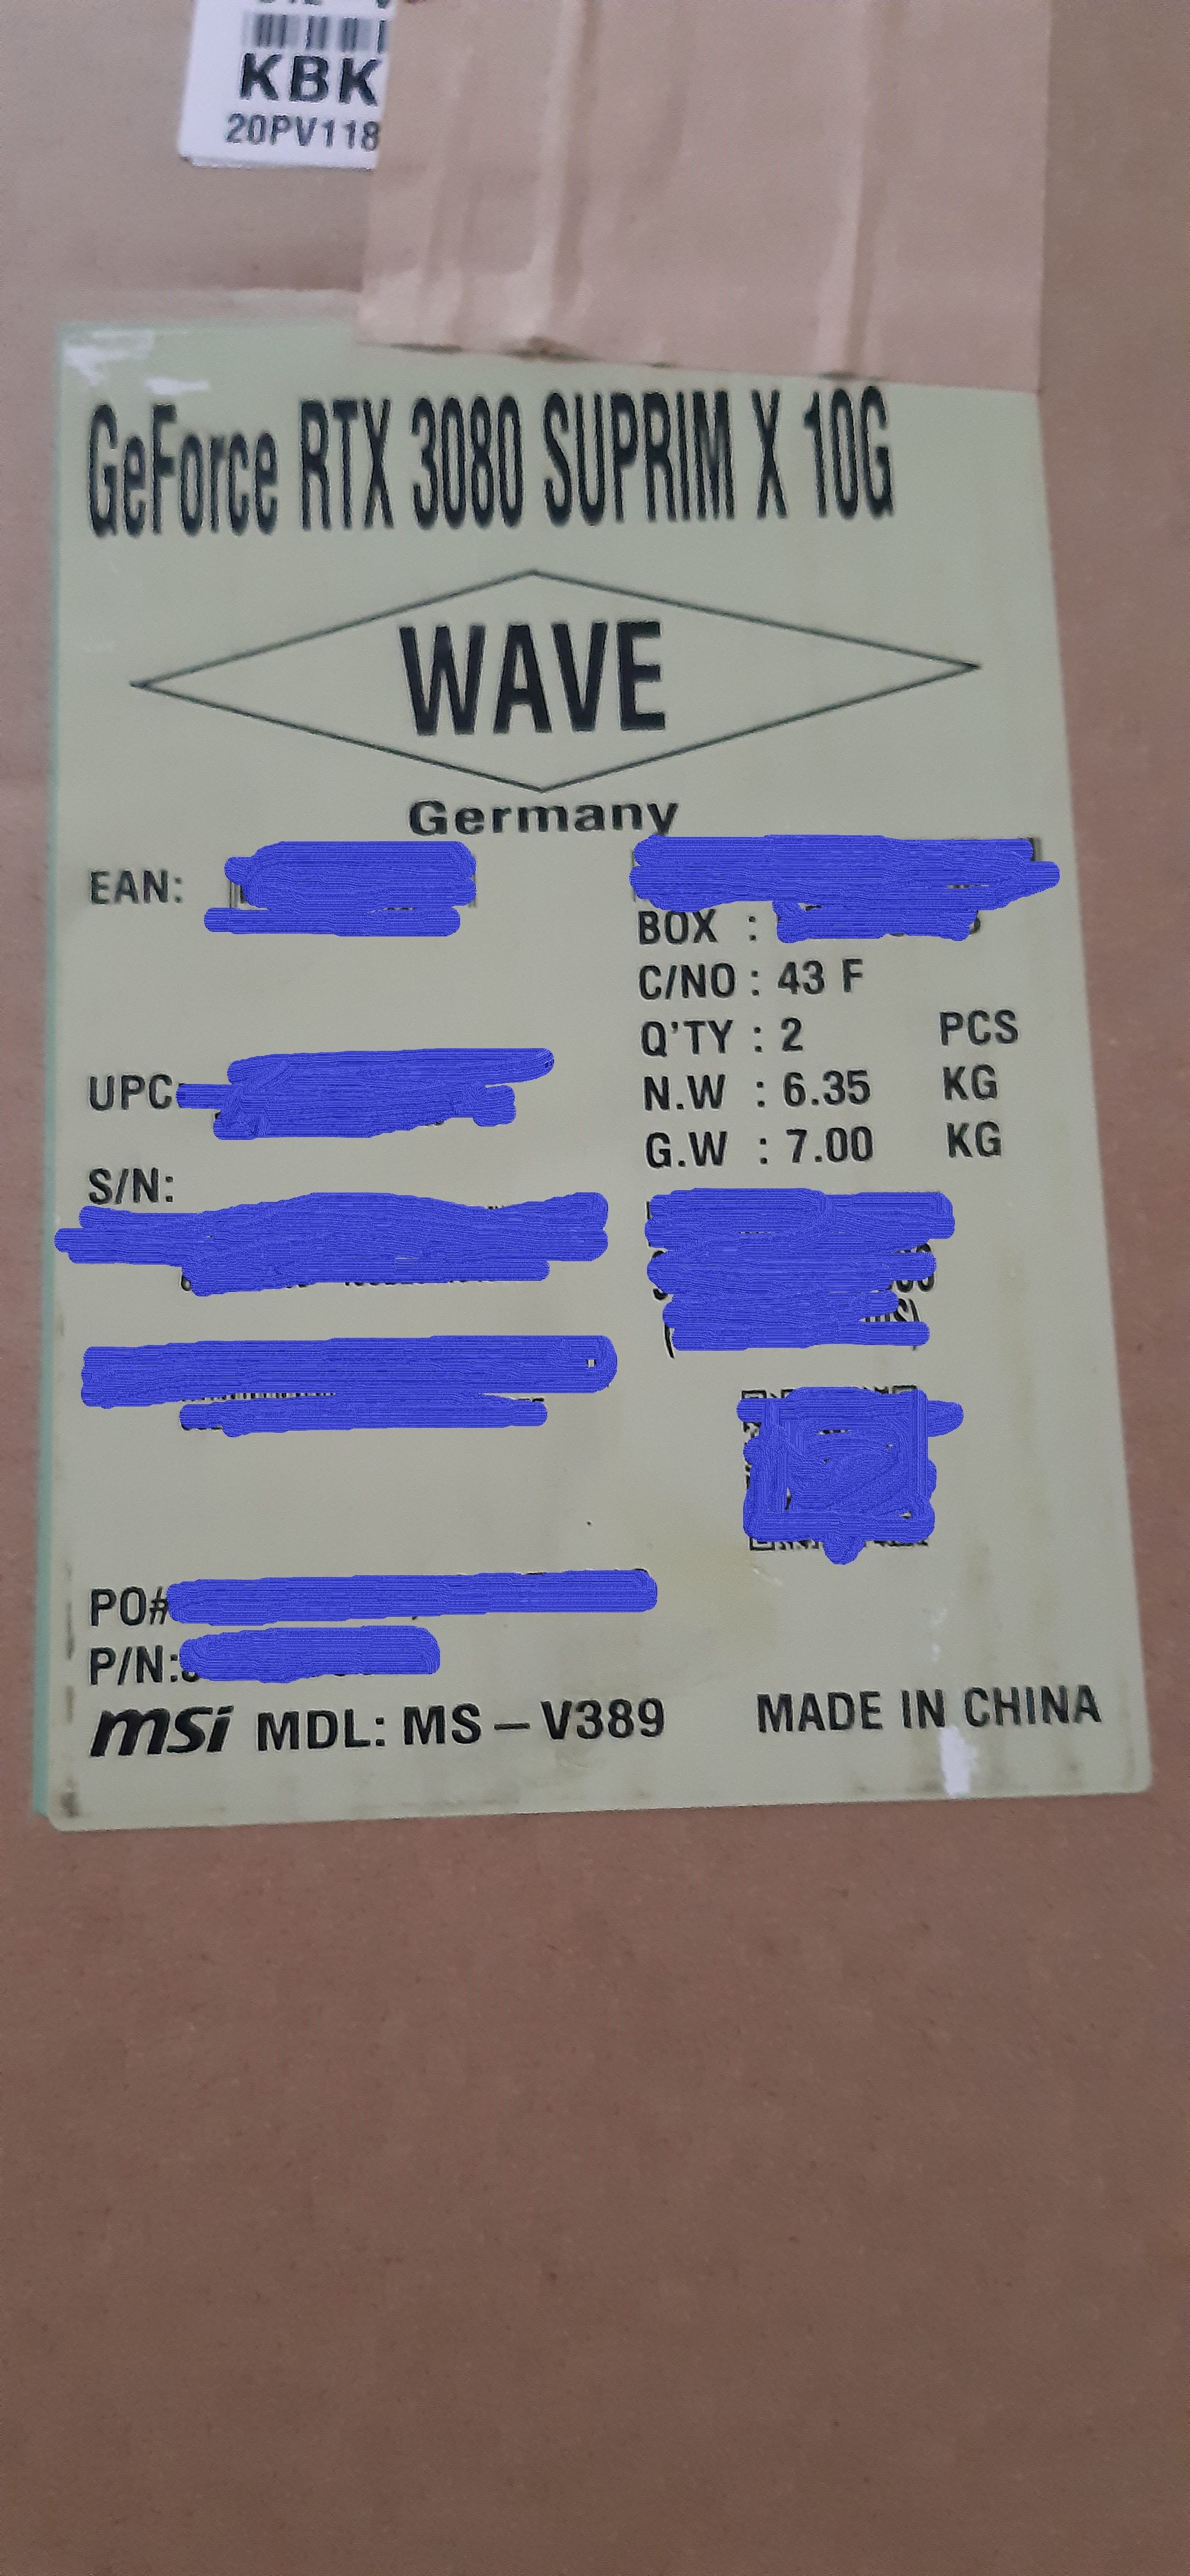 KBK
20PV118
GeForce RTX 3080 SUPRIM X 10G
WAVE
Germany
EAN:
BOX :
C/NO : 43 F
Q'TY : 2 PCS
UPC
N.W : 6.35 KG
G.W : 7.00 KG
S/N:
PO#
P/N:
msi MDL: MS-V389 MADE IN CHINA